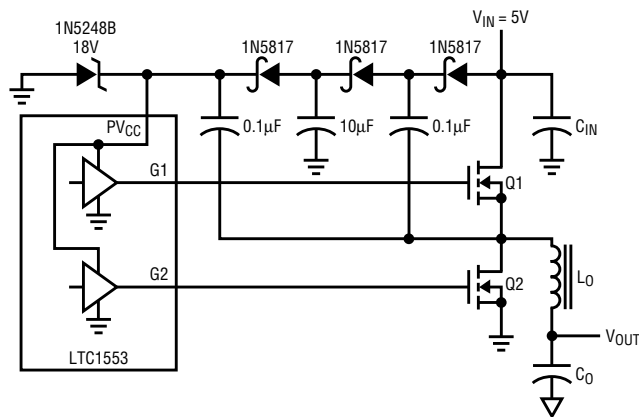 1N5248B
18V
1N5817
1N5817
1N5817
V_IN = 5V
PV_CC
0.1µF
10µF
0.1µF
C_IN
G1
Q1
G2
Q2
L_O
V_OUT
LTC1553
C_O